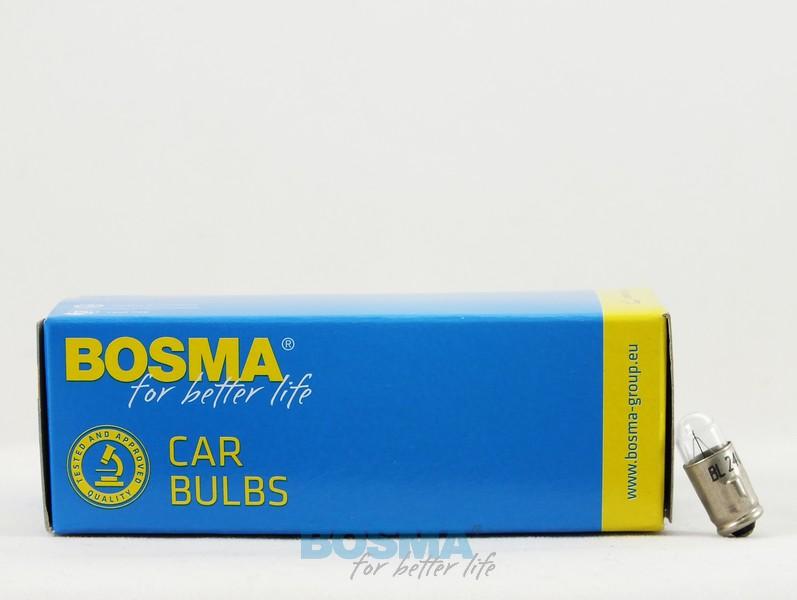 BOSMA®
for better life
TESTED AND APPROVED
QUALITY
CAR
BULBS
www.bosma-group.eu
BL 24
BOSMA®
for better life